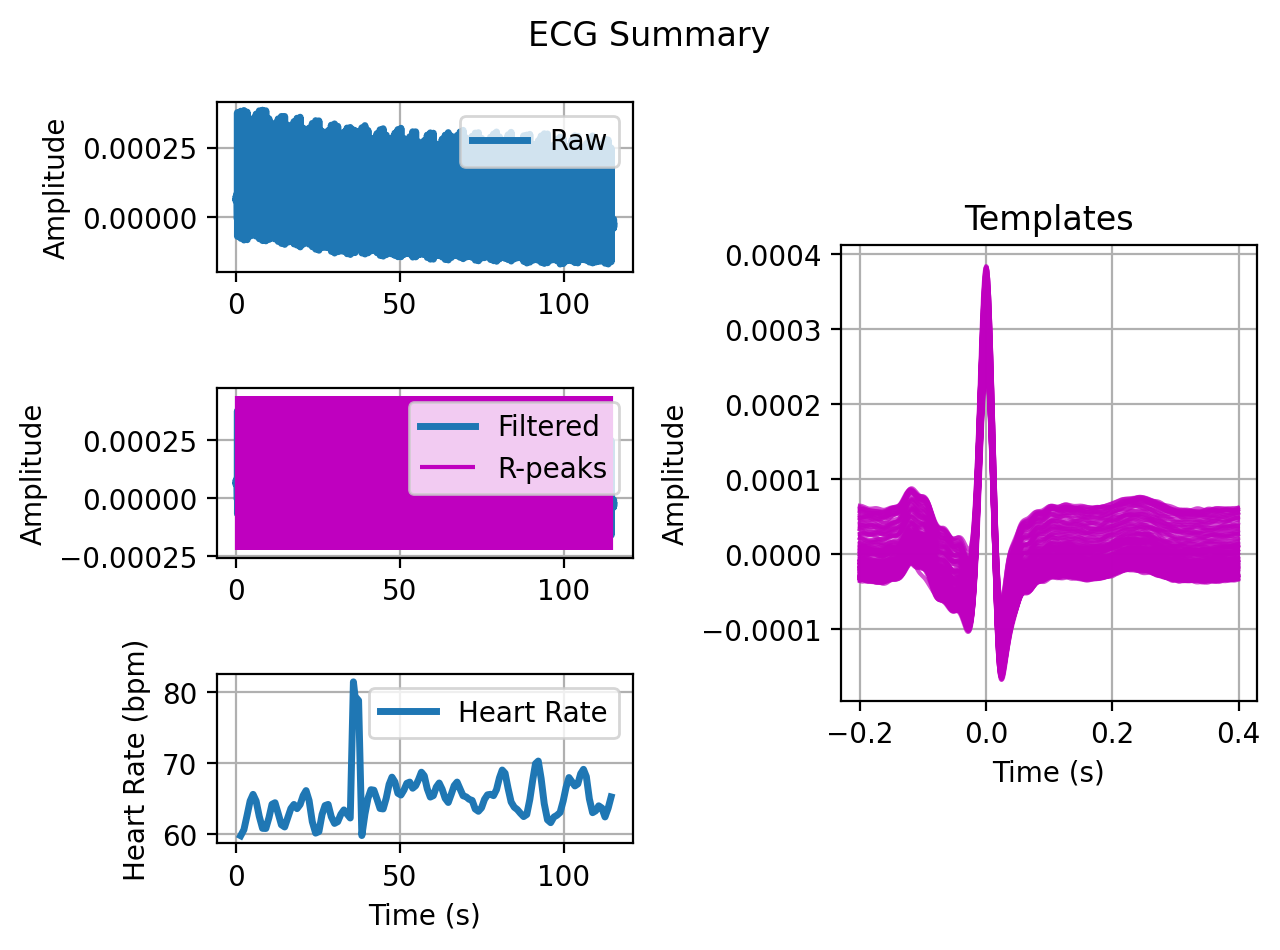 ECG Summary
Amplitude
0.00025
0.00000
Raw
0 50 100
Amplitude
0.00025
0.00000
−0.00025
Filtered
R-peaks
0 50 100
Heart Rate (bpm)
80
70
60
Heart Rate
0 50 100
Time (s)
Templates
Amplitude
0.0004
0.0003
0.0002
0.0001
0.0000
−0.0001
−0.2 0.0 0.2 0.4
Time (s)